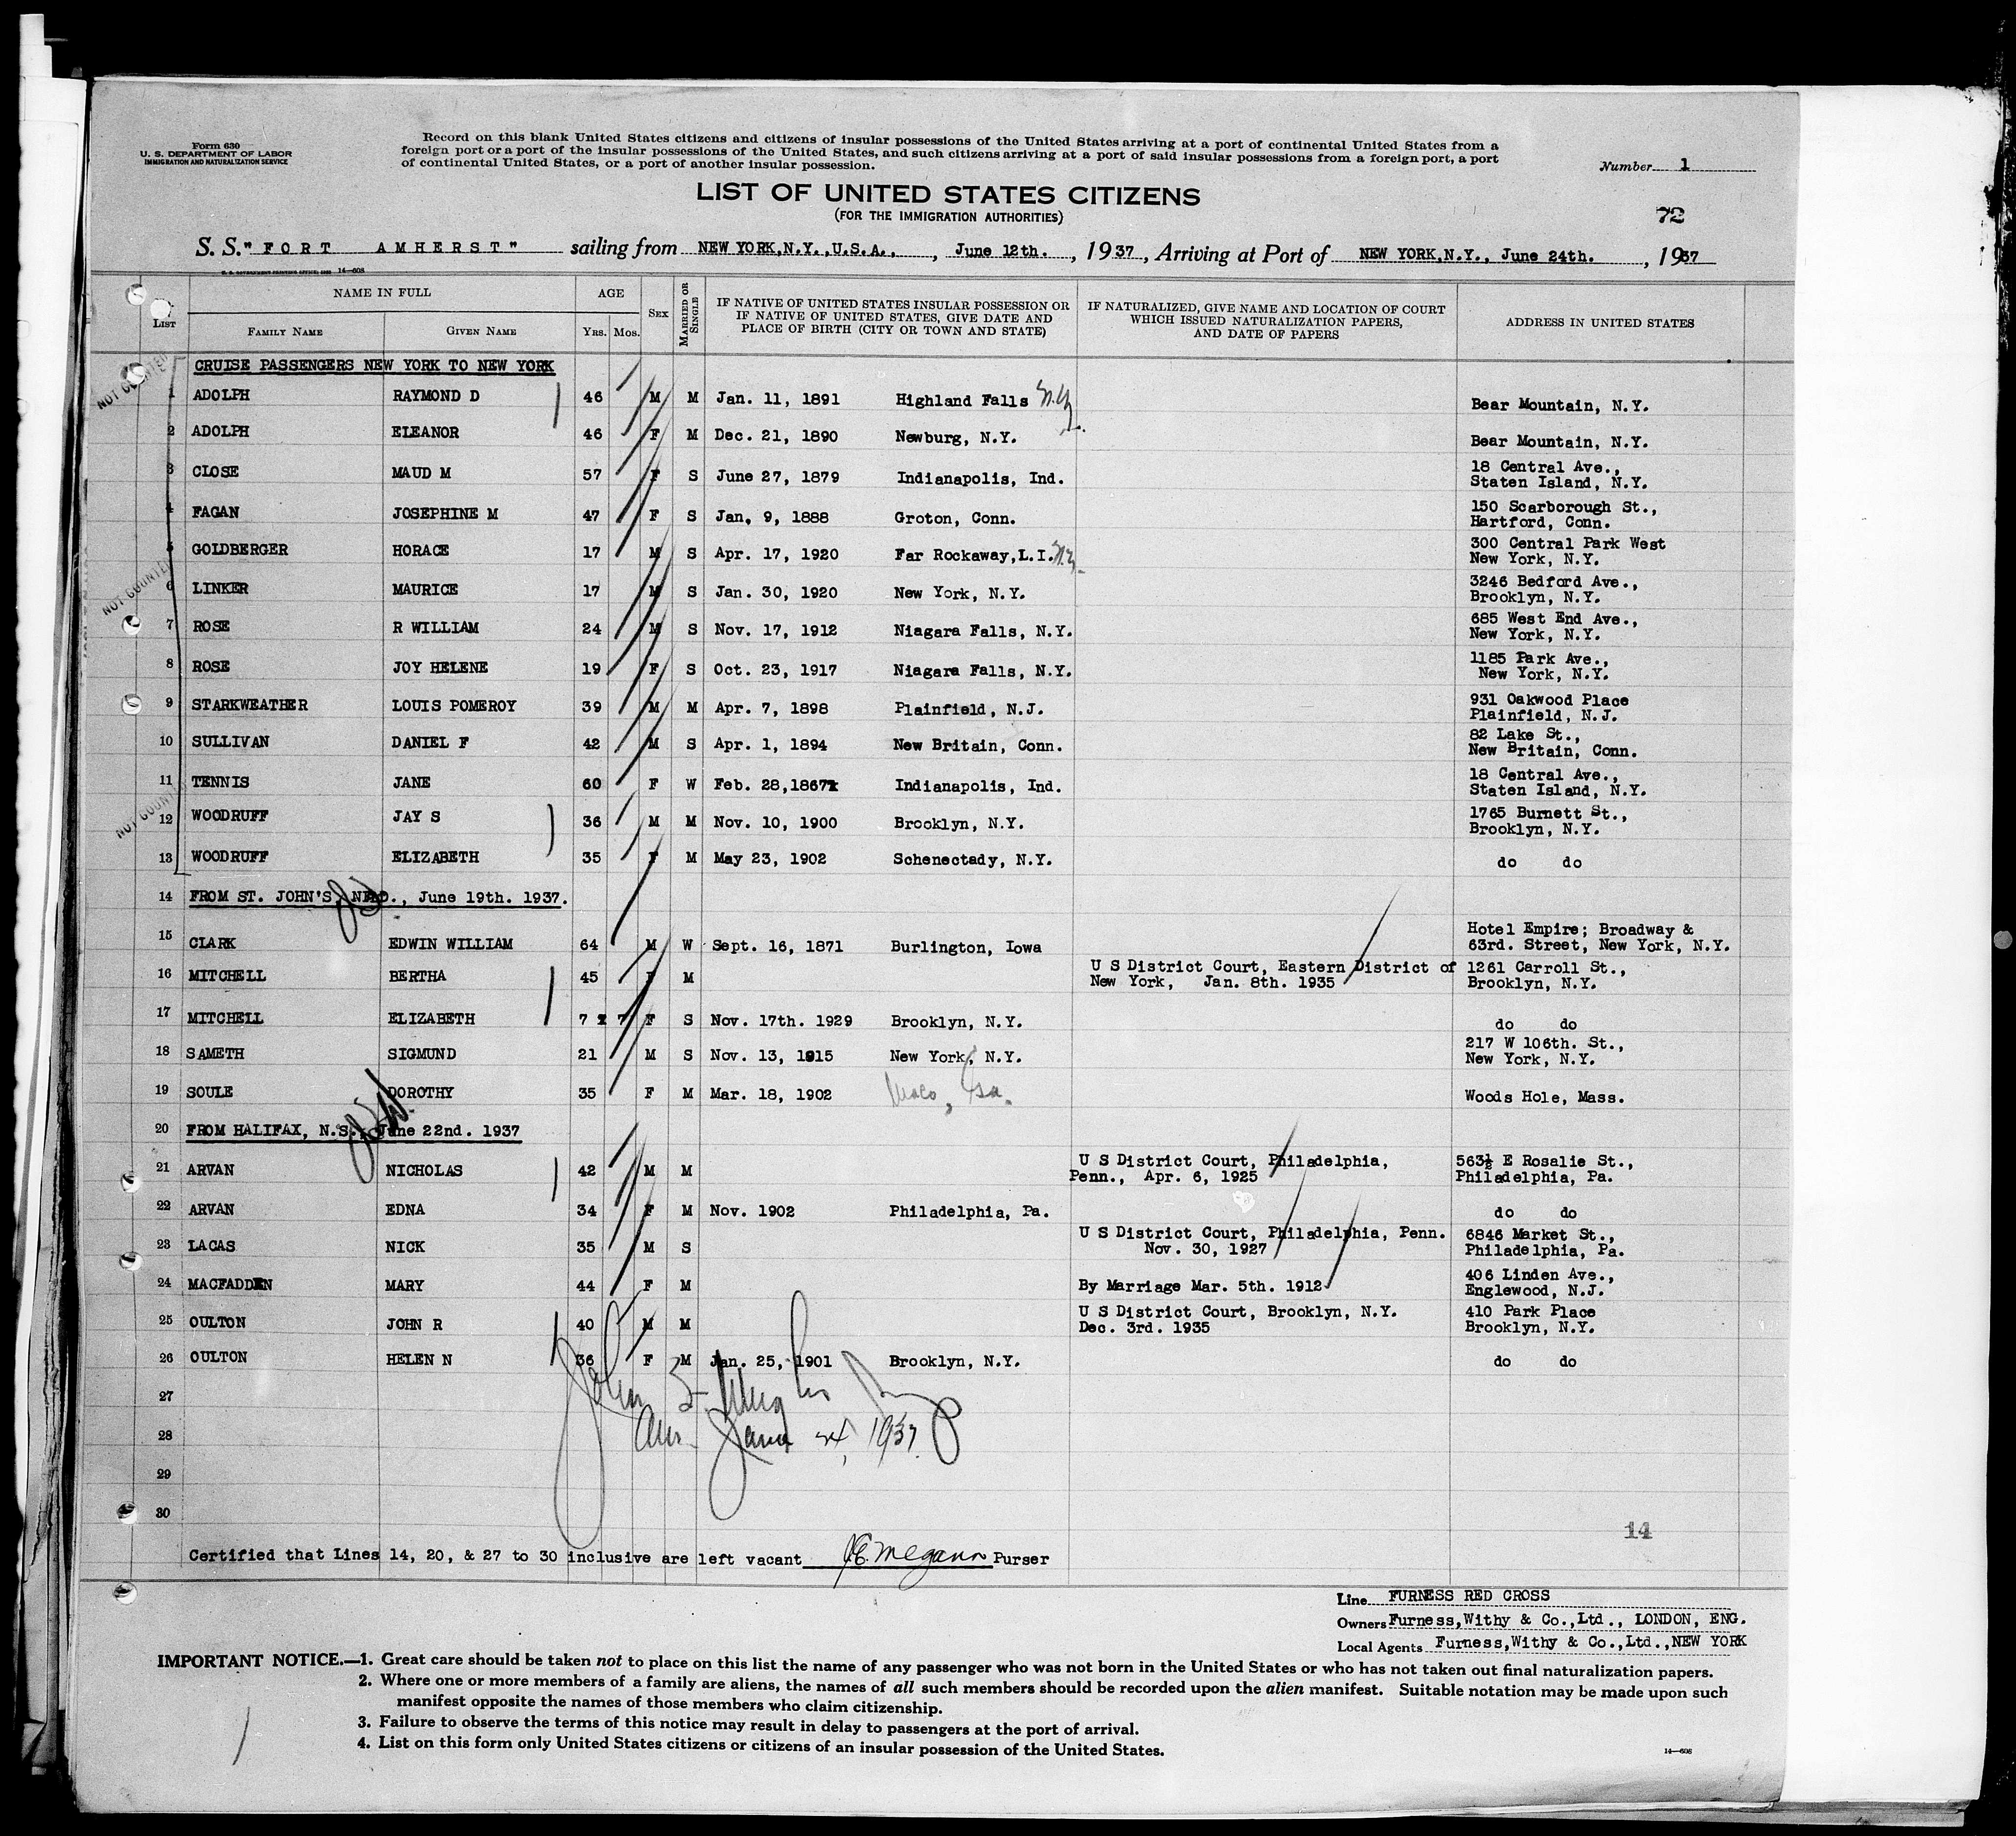 Form 630
U. S. DEPARTMENT OF LABOR
IMMIGRATION AND NATURALIZATION SERVICE
Record on this blank United States citizens and citizens of insular possessions of the United States arriving at a port of continental United States from a
foreign port or a port of the insular possessions of the United States, and such citizens arriving at a port of said insular possessions from a foreign port, a port
of continental United States, or a port of another insular possession.
Number 1
LIST OF UNITED STATES CITIZENS
(FOR THE IMMIGRATION AUTHORITIES)
72
S. S. "FORT AMHERST" sailing from NEW YORK,N.Y.,U.S.A., , June 12th. , 1937, Arriving at Port of NEW YORK,N.Y., June 24th. , 1937
U. S. GOVERNMENT PRINTING OFFICE 14—608
LIST
NAME IN FULL
FAMILY NAME
GIVEN NAME
AGE
YRS. MOS.
SEX
MARRIED OR SINGLE
IF NATIVE OF UNITED STATES INSULAR POSSESSION OR
IF NATIVE OF UNITED STATES, GIVE DATE AND
PLACE OF BIRTH (CITY OR TOWN AND STATE)
IF NATURALIZED, GIVE NAME AND LOCATION OF COURT
WHICH ISSUED NATURALIZATION PAPERS,
AND DATE OF PAPERS
ADDRESS IN UNITED STATES
CRUISE PASSENGERS NEW YORK TO NEW YORK
NOT COUNTED
1 ADOLPH RAYMOND D 46 M M Jan. 11, 1891 Highland Falls N.Y. Bear Mountain, N.Y.
2 ADOLPH ELEANOR 46 F M Dec. 21, 1890 Newburg, N.Y. Bear Mountain, N.Y.
3 CLOSE MAUD M 57 F S June 27, 1879 Indianapolis, Ind. 18 Central Ave.,
Staten Island, N.Y.
4 FAGAN JOSEPHINE M 47 F S Jan. 9, 1888 Groton, Conn. 150 Scarborough St.,
Hartford, Conn.
5 GOLDBERGER HORACE 17 M S Apr. 17, 1920 Far Rockaway,L.I. N.Y. 300 Central Park West
New York, N.Y.
NOT COUNTED
6 LINKER MAURICE 17 M S Jan. 30, 1920 New York, N.Y. 3246 Bedford Ave.,
Brooklyn, N.Y.
7 ROSE R WILLIAM 24 M S Nov. 17, 1912 Niagara Falls, N.Y. 685 West End Ave.,
New York, N.Y.
8 ROSE JOY HELENE 19 F S Oct. 23, 1917 Niagara Falls, N.Y. 1185 Park Ave.,
New York, N.Y.
9 STARKWEATHER LOUIS POMEROY 39 M M Apr. 7, 1898 Plainfield, N.J. 931 Oakwood Place
Plainfield, N.J.
10 SULLIVAN DANIEL F 42 M S Apr. 1, 1894 New Britain, Conn. 82 Lake St.,
New Britain, Conn.
11 TENNIS JANE 60 F W Feb. 28,1867 Indianapolis, Ind. 18 Central Ave.,
Staten Island, N.Y.
NOT COUNTED
12 WOODRUFF JAY S 36 M M Nov. 10, 1900 Brooklyn, N.Y. 1765 Burnett St.,
Brooklyn, N.Y.
13 WOODRUFF ELIZABETH 35 F M May 23, 1902 Schenectady, N.Y. do do
14 FROM ST. JOHN'S, NFLD., June 19th. 1937.
15 CLARK EDWIN WILLIAM 64 M W Sept. 16, 1871 Burlington, Iowa Hotel Empire; Broadway &
63rd. Street, New York, N.Y.
16 MITCHELL BERTHA 45 F M U S District Court, Eastern District of
New York, Jan. 8th. 1935 1261 Carroll St.,
Brooklyn, N.Y.
17 MITCHELL ELIZABETH 7 7 F S Nov. 17th. 1929 Brooklyn, N.Y. do do
18 SAMETH SIGMUND 21 M S Nov. 13, 1915 New York, N.Y. 217 W 106th. St.,
New York, N.Y.
19 SOULE DOROTHY 35 F M Mar. 18, 1902 Waco, Ga. Woods Hole, Mass.
20 FROM HALIFAX, N.S., June 22nd. 1937
21 ARVAN NICHOLAS 42 M M U S District Court, Philadelphia,
Penn., Apr. 6, 1925 563½ E Rosalie St.,
Philadelphia, Pa.
22 ARVAN EDNA 34 F M Nov. 1902 Philadelphia, Pa. do do
23 LACAS NICK 35 M S U S District Court, Philadelphia, Penn.
Nov. 30, 1927 6846 Market St.,
Philadelphia, Pa.
24 MACFADDEN MARY 44 F M By Marriage Mar. 5th. 1912 406 Linden Ave.,
Englewood, N.J.
25 OULTON JOHN R 40 M M U S District Court, Brooklyn, N.Y.
Dec. 3rd. 1935 410 Park Place
Brooklyn, N.Y.
26 OULTON HELEN N 36 F M Jan. 25, 1901 Brooklyn, N.Y. do do
27
John
28
June 24, 1937
29
30
14
Certified that Lines 14, 20, & 27 to 30 inclusive are left vacant Purser
Line FURNESS RED CROSS
Owners Furness,Withy & Co.,Ltd., LONDON, ENG.
Local Agents Furness,Withy & Co.,Ltd.,NEW YORK
IMPORTANT NOTICE.—1. Great care should be taken not to place on this list the name of any passenger who was not born in the United States or who has not taken out final naturalization papers.
2. Where one or more members of a family are aliens, the names of all such members should be recorded upon the alien manifest. Suitable notation may be made upon such
manifest opposite the names of those members who claim citizenship.
3. Failure to observe the terms of this notice may result in delay to passengers at the port of arrival.
4. List on this form only United States citizens or citizens of an insular possession of the United States.
14—608